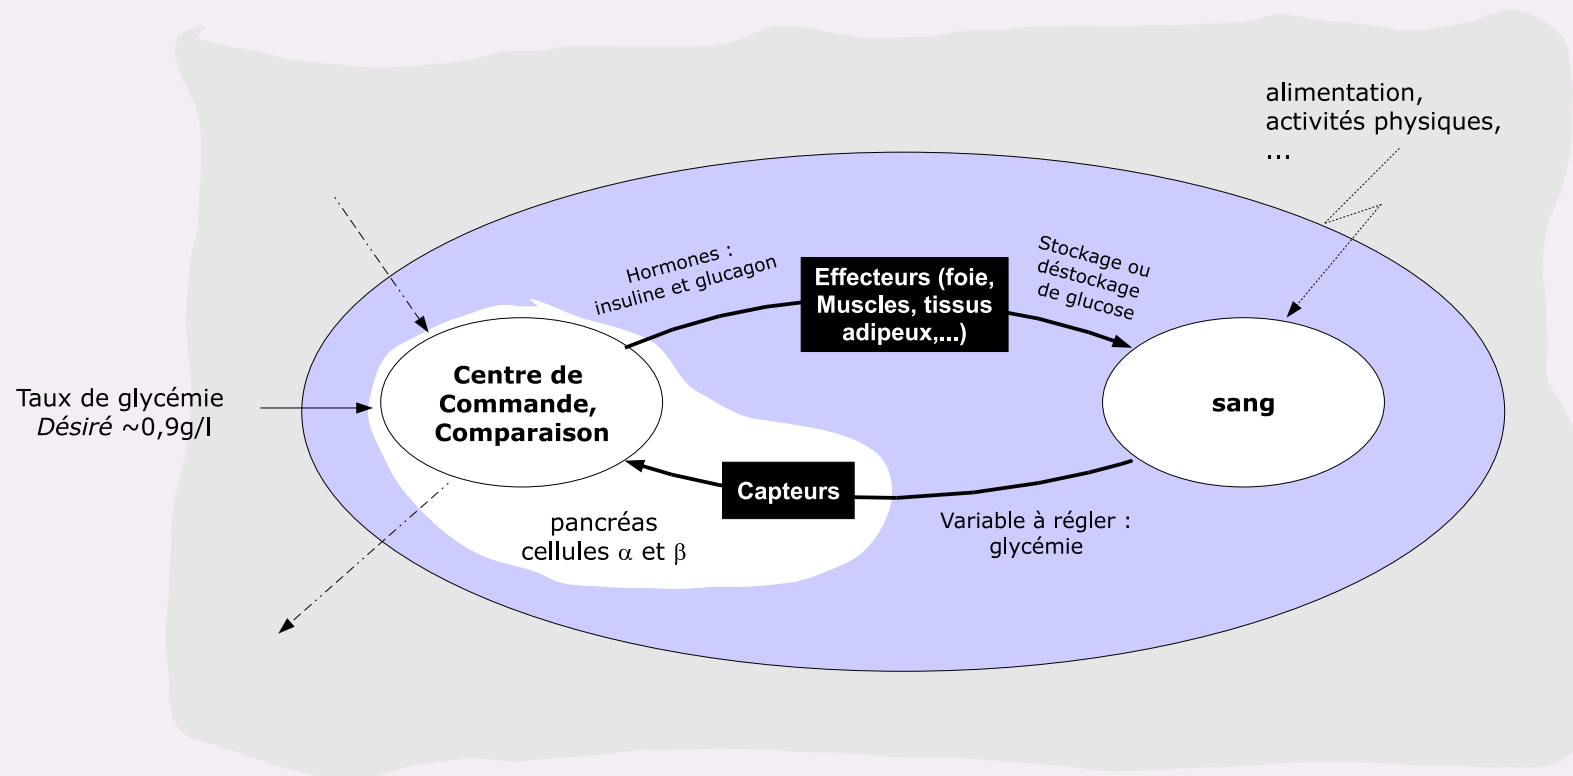 alimentation,
activités physiques,
...
Hormones :
insuline et glucagon
Effecteurs (foie,
Muscles, tissus
adipeux,...)
Stockage ou
déstockage
de glucose
Taux de glycémie
Désiré ~0,9g/l
Centre de
Commande,
Comparaison
sang
Capteurs
pancréas
cellules α et β
Variable à régler :
glycémie